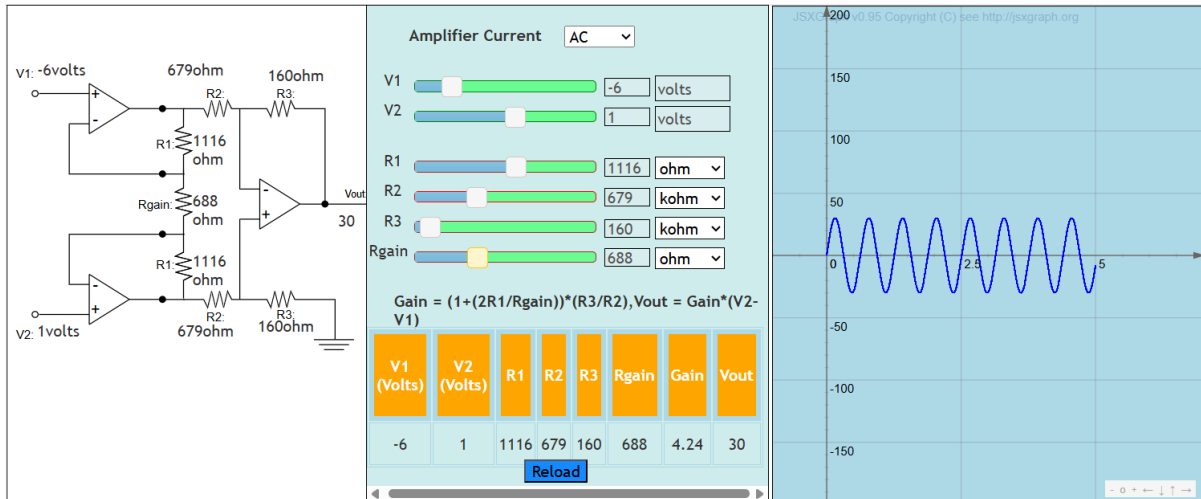 V1: -6volts
679ohm
160ohm
R2:
R3:
+
-
R1:
1116
ohm
Rgain:
688
ohm
-
+
Vout
30
R1:
1116
ohm
-
+
V2: 1volts
R2:
679ohm
R3:
160ohm
Amplifier Current AC
V1 -6 volts
V2 1 volts
R1 1116 ohm
R2 679 kohm
R3 160 kohm
Rgain 688 ohm
Gain = (1+(2R1/Rgain))*(R3/R2),Vout = Gain*(V2-
V1)
V1 (Volts) V2 (Volts) R1 R2 R3 Rgain Gain Vout
-6 1 1116 679 160 688 4.24 30
Reload
JSXGraph v0.95 Copyright (C) see http://jsxgraph.org
200
150
100
50
0 2.5 5
-50
-100
-150
- o + ← ↓ ↑ →